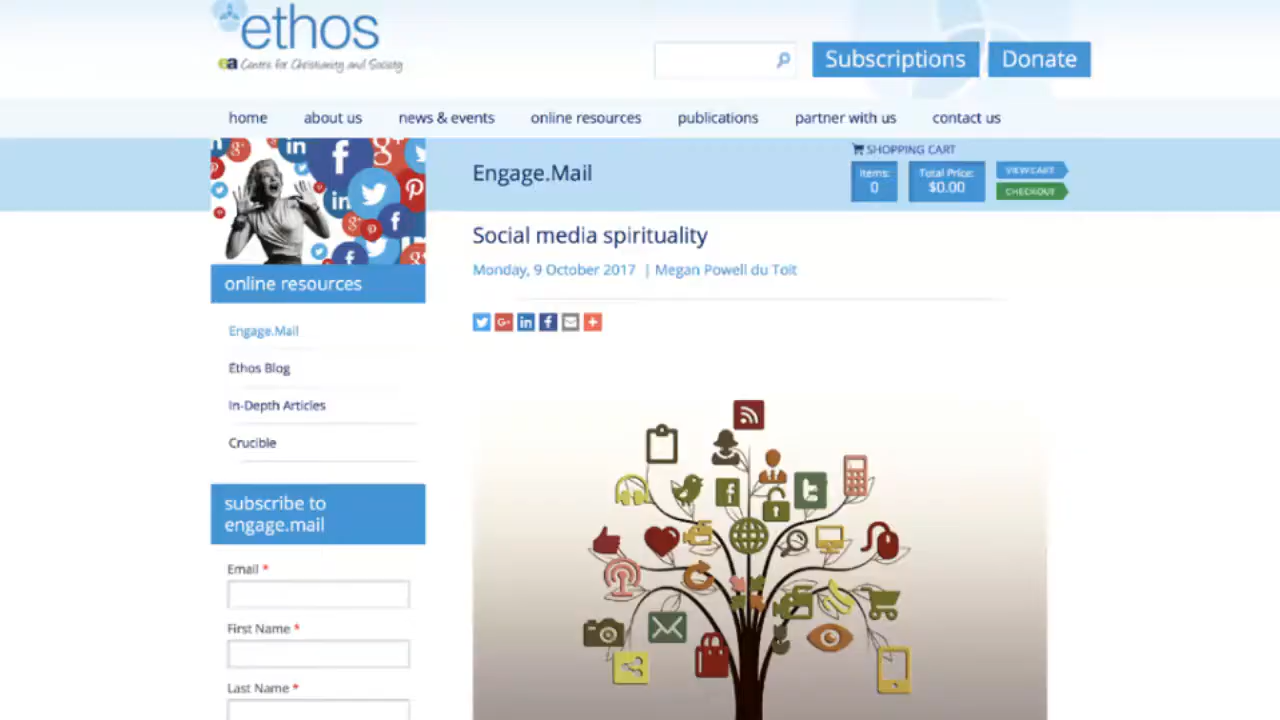 ethos
ea Centre for Christianity and Society
Subscriptions
Donate
home
about us
news & events
online resources
publications
partner with us
contact us
Engage.Mail
SHOPPING CART
Items:
0
Total Price:
$0.00
VIEW CART
CHECKOUT
online resources
Engage.Mail
Ethos Blog
In-Depth Articles
Crucible
subscribe to
engage.mail
Email *
First Name *
Last Name *
Social media spirituality
Monday, 9 October 2017 | Megan Powell du Toit